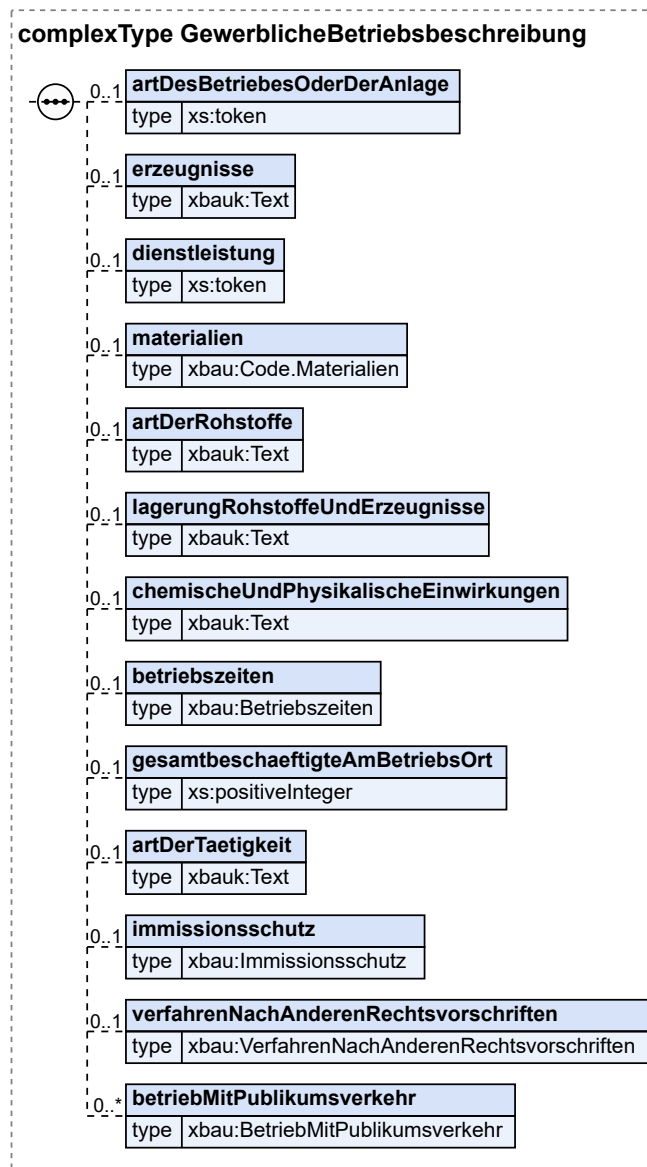 complexType GewerblicheBetriebsbeschreibung
0..1 artDesBetriebesOderDerAnlage
type xs:token
0..1 erzeugnisse
type xbauk:Text
0..1 dienstleistung
type xs:token
0..1 materialien
type xbau:Code.Materialien
0..1 artDerRohstoffe
type xbauk:Text
0..1 lagerungRohstoffeUndErzeugnisse
type xbauk:Text
0..1 chemischeUndPhysikalischeEinwirkungen
type xbauk:Text
0..1 betriebszeiten
type xbau:Betriebszeiten
0..1 gesamtbeschaeftigteAmBetriebsOrt
type xs:positiveInteger
0..1 artDerTaetigkeit
type xbauk:Text
0..1 immissionsschutz
type xbau:Immissionsschutz
0..1 verfahrenNachAnderenRechtsvorschriften
type xbau:VerfahrenNachAnderenRechtsvorschriften
0..* betriebMitPublikumsverkehr
type xbau:BetriebMitPublikumsverkehr